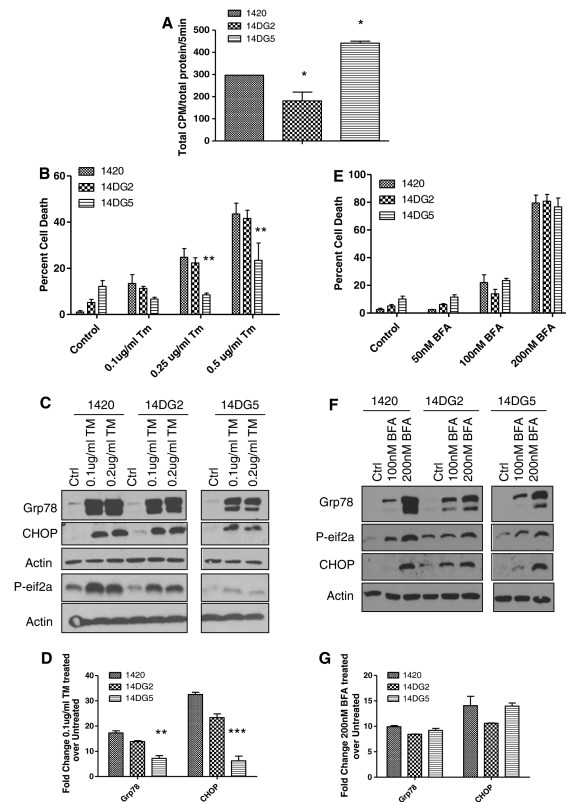 A
Total CPM/total protein/5min
500
400
300
200
100
0
1420
14DG2
14DG5
*
*
B
Percent Cell Death
60
40
20
0
1420
14DG2
14DG5
**
**
Control
0.1ug/ml Tm
0.25 ug/ml Tm
0.5 ug/ml Tm
E
Percent Cell Death
100
80
60
40
20
0
1420
14DG2
14DG5
Control
50nM BFA
100nM BFA
200nM BFA
C
1420 14DG2 14DG5
Ctrl
0.1ug/ml TM
0.2ug/ml TM
Ctrl
0.1ug/ml TM
0.2ug/ml TM
Ctrl
0.1ug/ml TM
0.2ug/ml TM
Grp78
CHOP
Actin
P-eif2a
Actin
F
1420 14DG2 14DG5
Ctrl
100nM BFA
200nM BFA
Ctrl
100nM BFA
200nM BFA
Ctrl
100nM BFA
200nM BFA
Grp78
P-eif2a
CHOP
Actin
D
Fold Change 0.1ug/ml TM treated
over Untreated
40
30
20
10
0
1420
14DG2
14DG5
**
***
Grp78
CHOP
G
Fold Change 200nM BFA treated
over Untreated
20
15
10
5
0
1420
14DG2
14DG5
Grp78
CHOP